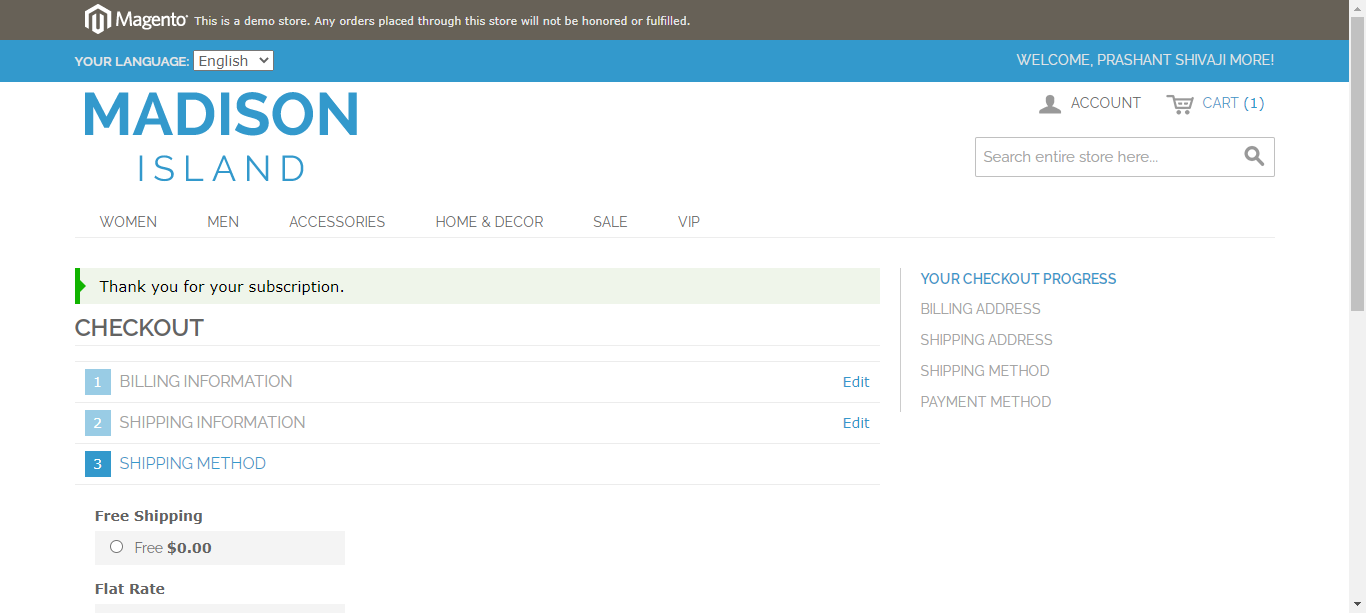 Magento This is a demo store. Any orders placed through this store will not be honored or fulfilled.
YOUR LANGUAGE: English
WELCOME, PRASHANT SHIVAJI MORE!
MADISON
ISLAND
ACCOUNT CART (1)
Search entire store here...
WOMEN MEN ACCESSORIES HOME & DECOR SALE VIP
Thank you for your subscription.
CHECKOUT
1 BILLING INFORMATION Edit
2 SHIPPING INFORMATION Edit
3 SHIPPING METHOD
Free Shipping
Free $0.00
Flat Rate
YOUR CHECKOUT PROGRESS
BILLING ADDRESS
SHIPPING ADDRESS
SHIPPING METHOD
PAYMENT METHOD